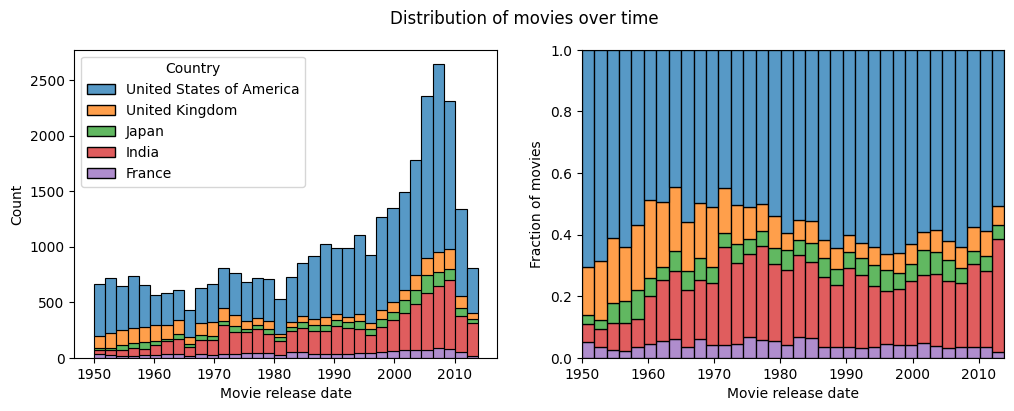 Distribution of movies over time
Count
2500
2000
1500
1000
500
0
Country
United States of America
United Kingdom
Japan
India
France
1950 1960 1970 1980 1990 2000 2010
Movie release date
Fraction of movies
1.0
0.8
0.6
0.4
0.2
0.0
1950 1960 1970 1980 1990 2000 2010
Movie release date